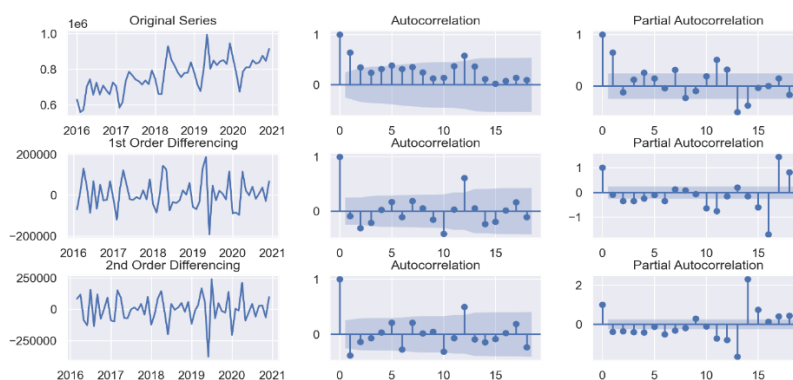 Original Series
Autocorrelation
Partial Autocorrelation
1e6
1.0
0.8
0.6
2016 2017 2018 2019 2020 2021
1
0
0 5 10 15
1.0
0.5
0.0
0 5 10 15
1st Order Differencing
Autocorrelation
Partial Autocorrelation
200000
0
−200000
2016 2017 2018 2019 2020 2021
1
0
0 5 10 15
1
0
−1
0 5 10 15
2nd Order Differencing
Autocorrelation
Partial Autocorrelation
250000
0
−250000
2016 2017 2018 2019 2020 2021
1
0
0 5 10 15
2
0
0 5 10 15